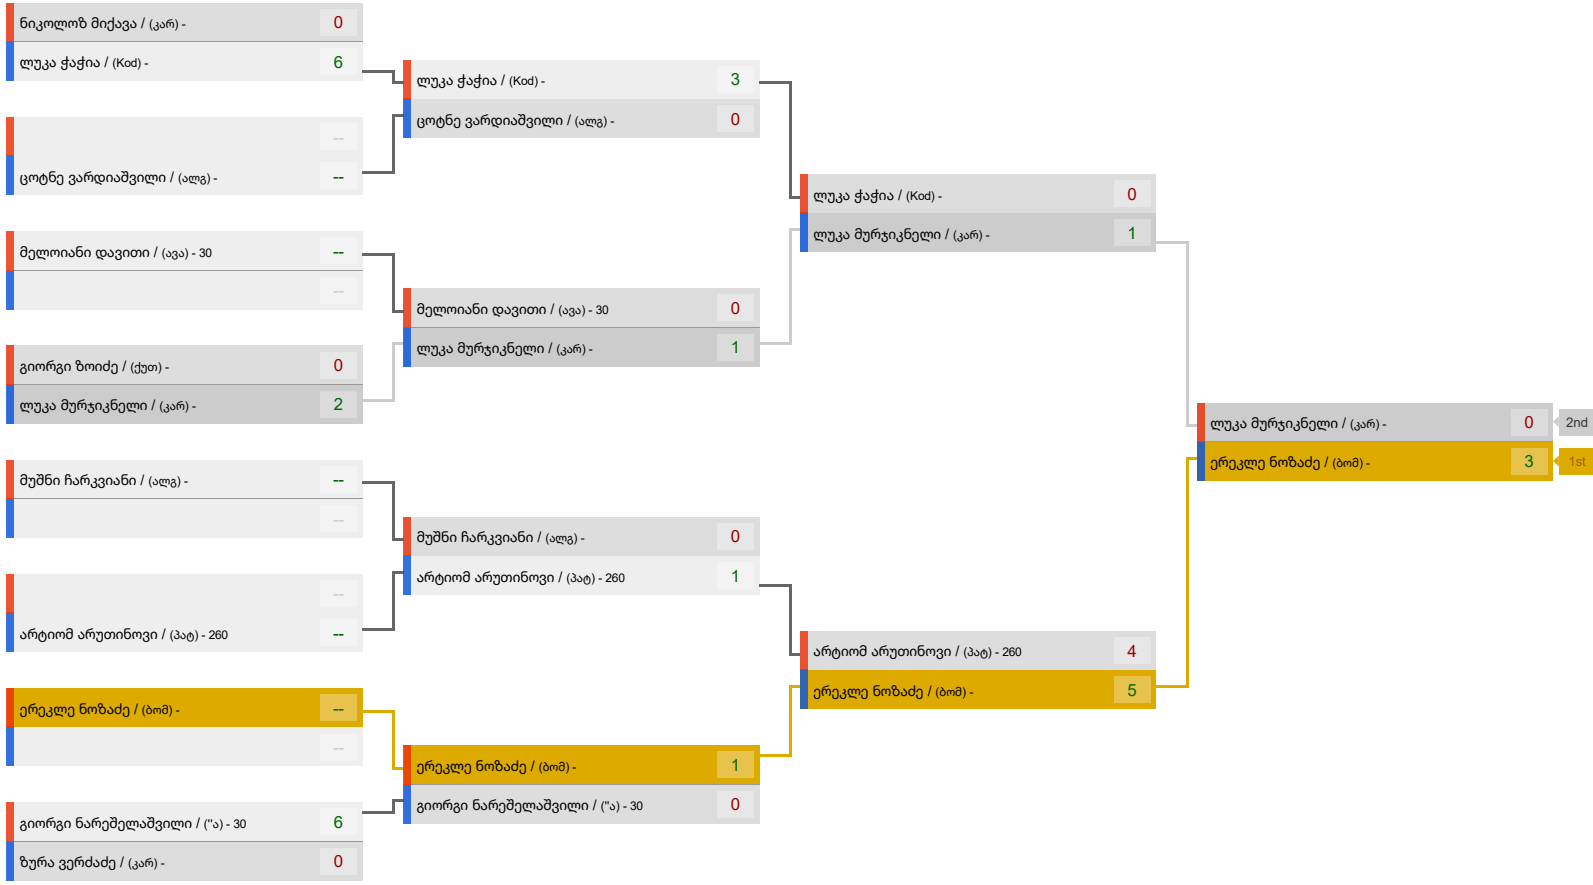 ნიკოლოზ მიქავა / (კარ) - 0
ლუკა ჭაჭია / (Kod) - 6
--
ცოტნე ვარდიაშვილი / (ალგ) - --
მელოიანი დავითი / (ავა) - 30 --
--
გიორგი ზოიძე / (ქუთ) - 0
ლუკა მურჯიკნელი / (კარ) - 2
მუშნი ჩარკვიანი / (ალგ) - --
--
--
არტიომ არუთინოვი / (პატ) - 260 --
ერეკლე ნოზაძე / (ბომ) - --
--
გიორგი ნარეშელაშვილი / ("ა) - 30 6
ზურა ვერძაძე / (კარ) - 0
ლუკა ჭაჭია / (Kod) - 3
ცოტნე ვარდიაშვილი / (ალგ) - 0
მელოიანი დავითი / (ავა) - 30 0
ლუკა მურჯიკნელი / (კარ) - 1
მუშნი ჩარკვიანი / (ალგ) - 0
არტიომ არუთინოვი / (პატ) - 260 1
ერეკლე ნოზაძე / (ბომ) - 1
გიორგი ნარეშელაშვილი / ("ა) - 30 0
ლუკა ჭაჭია / (Kod) - 0
ლუკა მურჯიკნელი / (კარ) - 1
არტიომ არუთინოვი / (პატ) - 260 4
ერეკლე ნოზაძე / (ბომ) - 5
ლუკა მურჯიკნელი / (კარ) - 0 2nd
ერეკლე ნოზაძე / (ბომ) - 3 1st